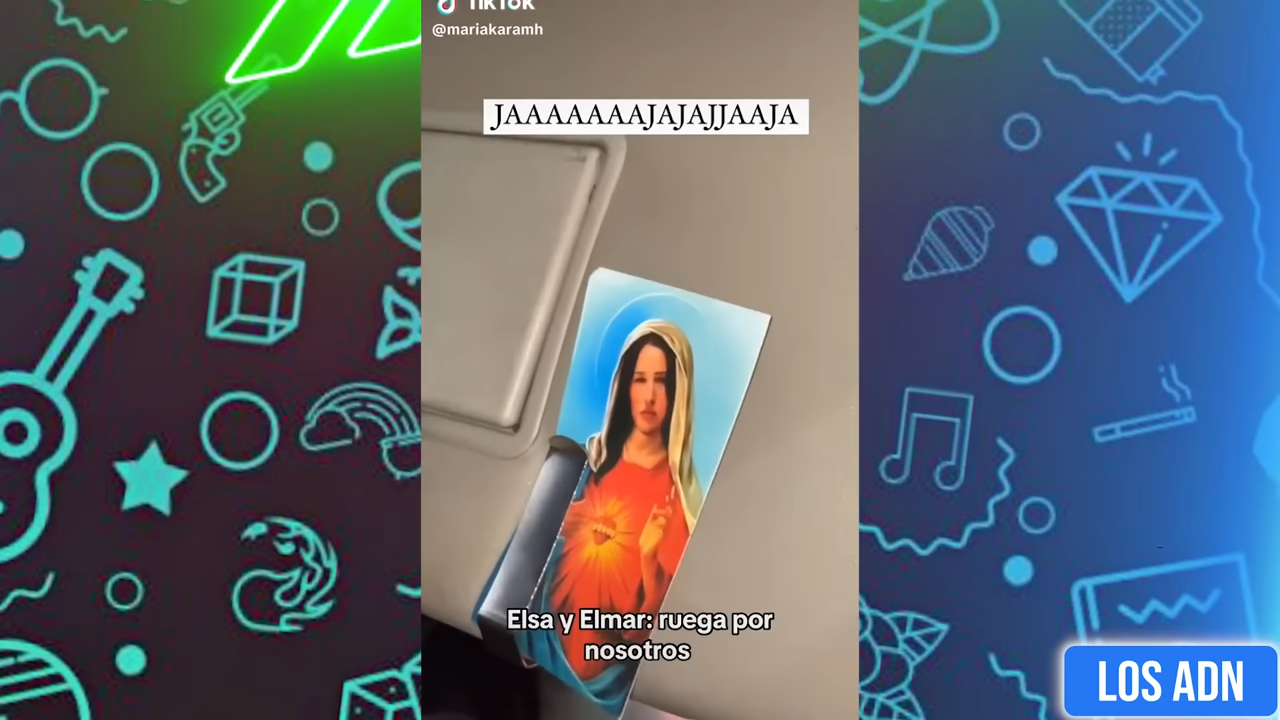 TikTok
@mariakaramh
JAAAAAAAJAJAJJAAJA
Elsa y Elmar: ruega por
nosotros
LOS ADN